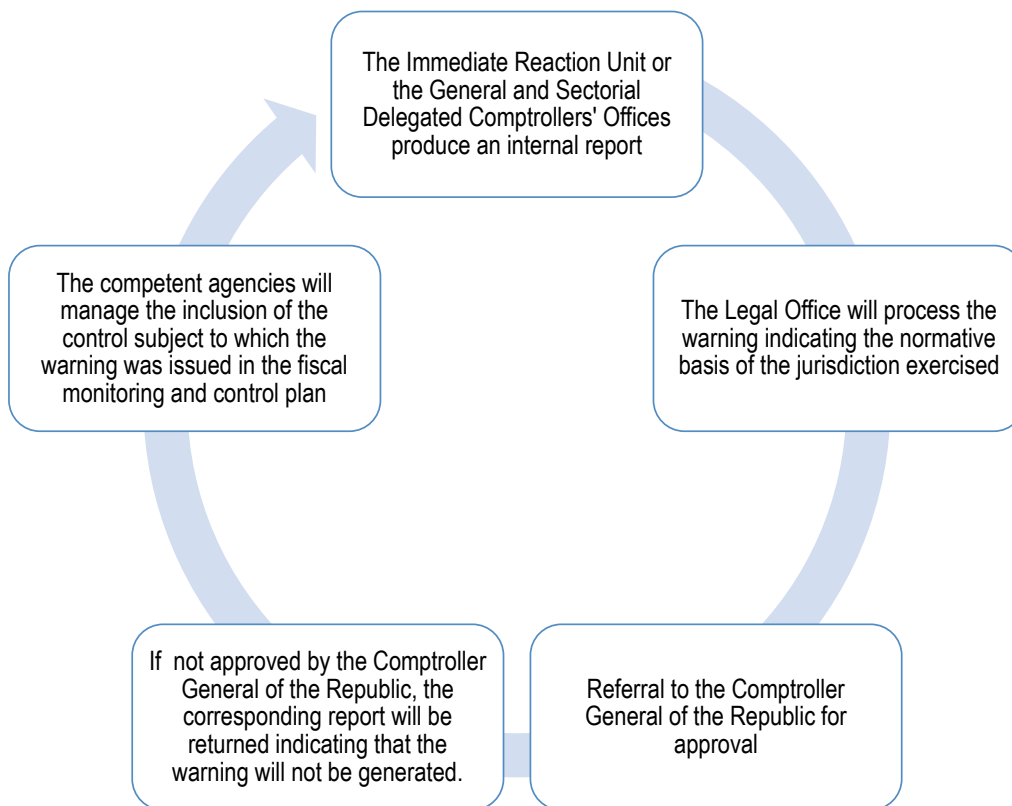 The Immediate Reaction Unit or
the General and Sectorial
Delegated Comptrollers' Offices
produce an internal report
The Legal Office will process the
warning indicating the normative
basis of the jurisdiction exercised
Referral to the Comptroller
General of the Republic for
approval
If not approved by the Comptroller
General of the Republic, the
corresponding report will be
returned indicating that the
warning will not be generated.
The competent agencies will
manage the inclusion of the
control subject to which the
warning was issued in the fiscal
monitoring and control plan